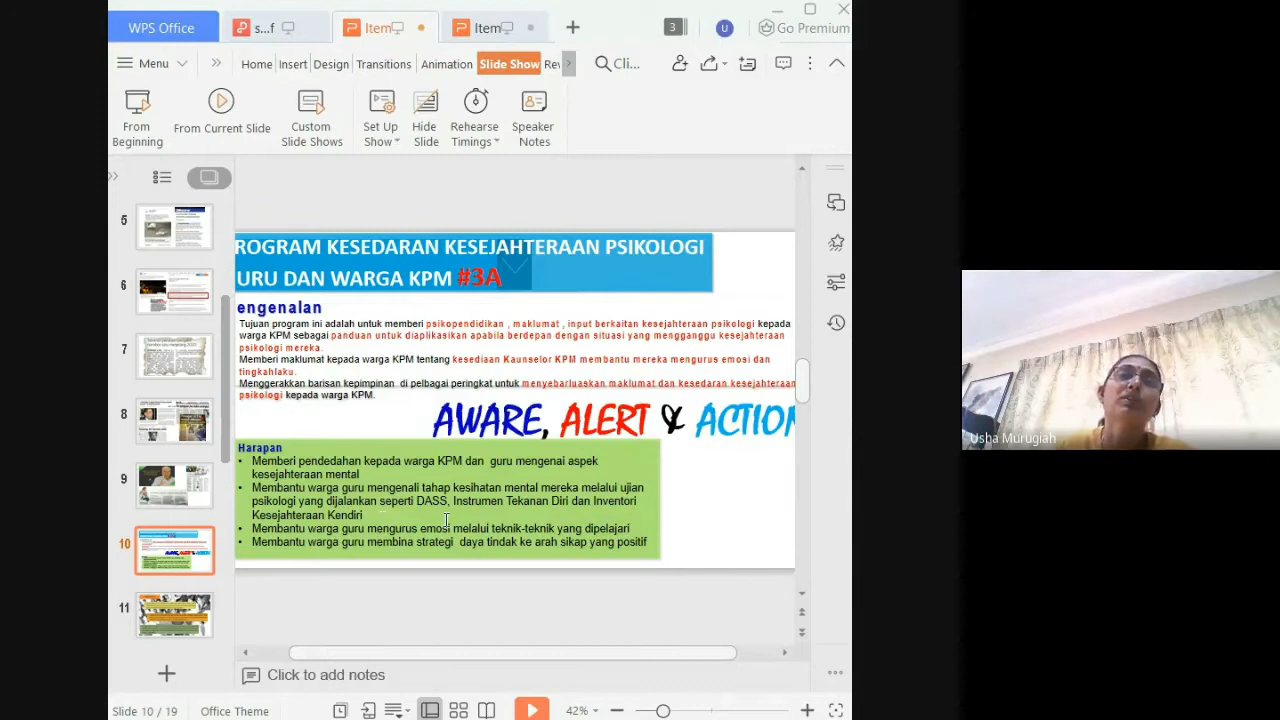 WPS Office
s...f
Item
Item
3
U
Go Premium
Menu
Home
Insert
Design
Transitions
Animation
Slide Show
Rev
Cli...
From Beginning
From Current Slide
Custom Slide Shows
Set Up Show
Hide Slide
Rehearse Timings
Speaker Notes
5
6
7
8
9
10
11
ROGRAM KESEDARAN KESEJAHTERAAN PSIKOLOGI
URU DAN WARGA KPM #3A
engenalan
Tujuan program ini adalah untuk memberi psikopendidikan , maklumat , input berkaitan kesejahteraan psikologi kepada
warga KPM sebagai panduan untuk diaplikasikan apabila berdepan dengan situasi yang mengganggu kesejahteraan
psikologi mereka.
Memberi maklumat kepada warga KPM tentang kesediaan Kaunselor KPM membantu mereka mengurus emosi dan
tingkahlaku.
Menggerakkan barisan kepimpinan di pelbagai peringkat untuk menyebarluaskan maklumat dan kesedaran kesejahteraan
psikologi kepada warga KPM.
AWARE, ALERT & ACTION
Harapan
• Memberi pendedahan kepada warga KPM dan guru mengenai aspek
kesejahteraan mental
• Membantu warga guru mengenali tahap kesihatan mental mereka melalui ujian
psikologi yang dijalankan seperti DASS, Instrumen Tekanan Diri dan Inventori
Kesejahteraan Kendiri
• Membantu warga guru mengurus emosi melalui teknik-teknik yang dipelajari
• Membantu warga guru membina strategi daya tindak ke arah sikap yang positif
Click to add notes
Slide 10 / 19
Office Theme
42%
Usha Murugiah